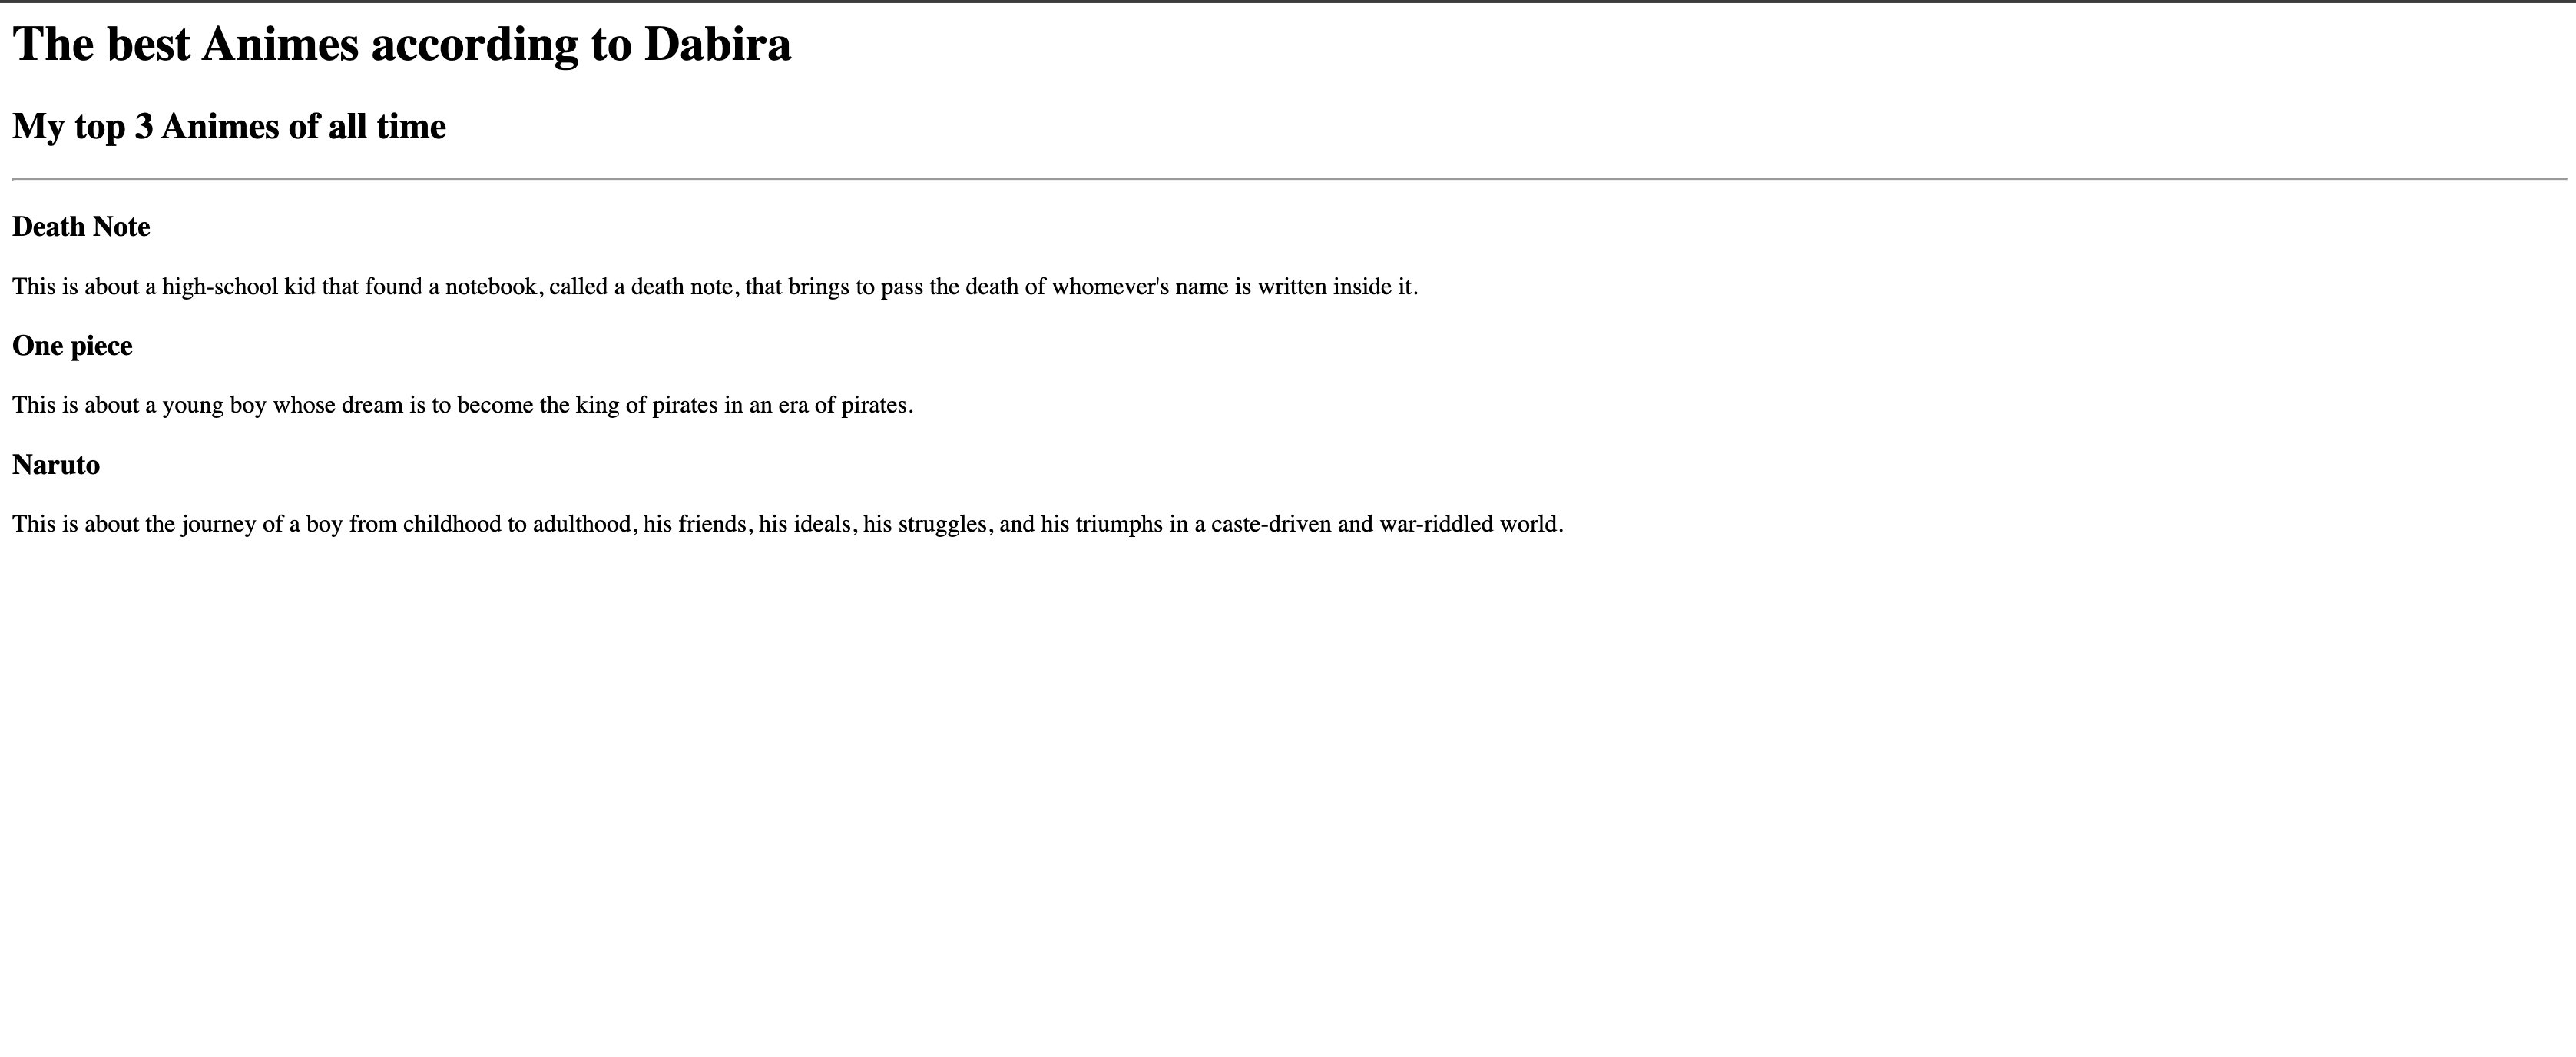 The best Animes according to Dabira
My top 3 Animes of all time
Death Note
This is about a high-school kid that found a notebook, called a death note, that brings to pass the death of whomever's name is written inside it.
One piece
This is about a young boy whose dream is to become the king of pirates in an era of pirates.
Naruto
This is about the journey of a boy from childhood to adulthood, his friends, his ideals, his struggles, and his triumphs in a caste-driven and war-riddled world.